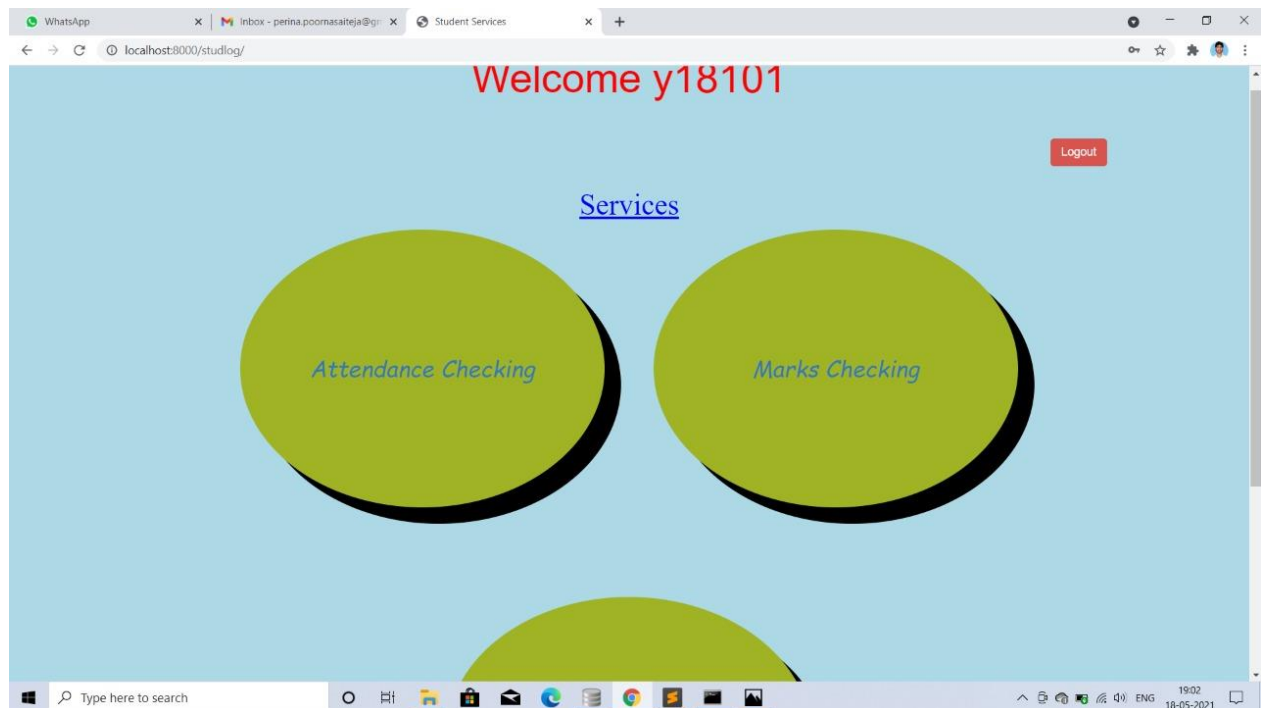 WhatsApp
Inbox - perina.poornasaiteja@gm
Student Services
localhost:8000/studlog/
Welcome y18101
Logout
Services
Attendance Checking
Marks Checking
Type here to search
ENG
19:02
18-05-2021